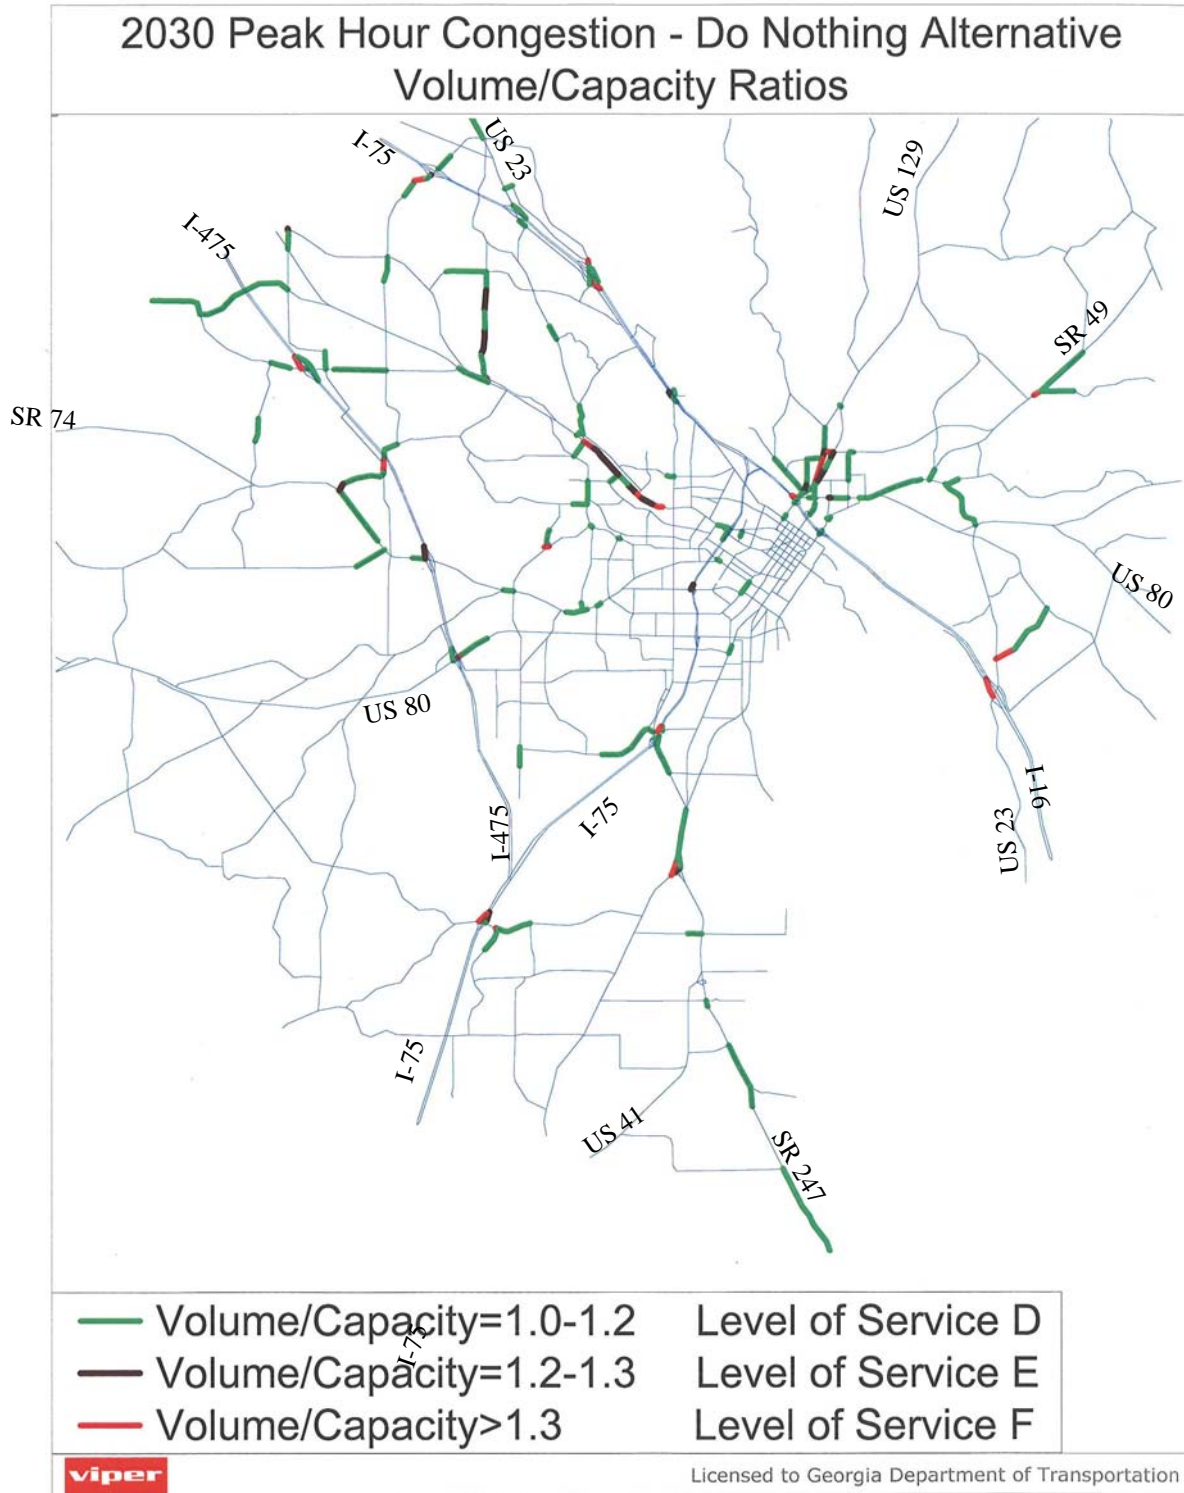 2030 Peak Hour Congestion - Do Nothing Alternative
Volume/Capacity Ratios
I-75
US 23
US 129
I-475
SR 49
SR 74
US 80
US 80
I-16
I-475
I-75
US 23
I-75
US 41
SR 247
Volume/Capacity=1.0-1.2 Level of Service D
I-75
Volume/Capacity=1.2-1.3 Level of Service E
Volume/Capacity>1.3 Level of Service F
viper Licensed to Georgia Department of Transportation